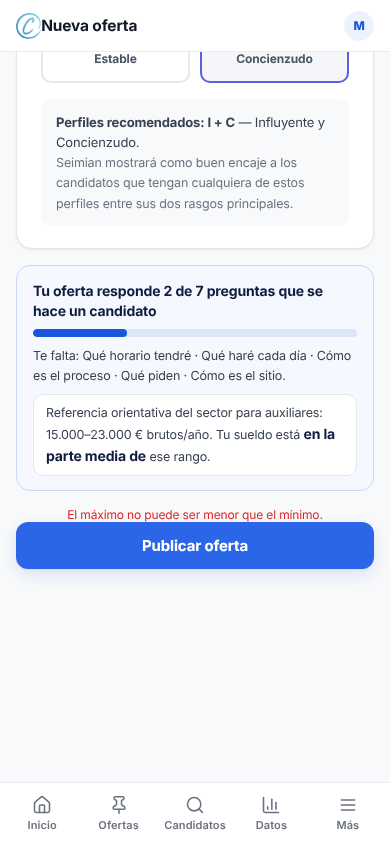 Nueva oferta
M
Estable
Concienzudo
Perfiles recomendados: I + C — Influyente y
Concienzudo.
Seimian mostrará como buen encaje a los
candidatos que tengan cualquiera de estos
perfiles entre sus dos rasgos principales.
Tu oferta responde 2 de 7 preguntas que se
hace un candidato
Te falta: Qué horario tendré · Qué haré cada día · Cómo
es el proceso · Qué piden · Cómo es el sitio.
Referencia orientativa del sector para auxiliares:
15.000–23.000 € brutos/año. Tu sueldo está en la
parte media de ese rango.
El máximo no puede ser menor que el mínimo.
Publicar oferta
Inicio
Ofertas
Candidatos
Datos
Más